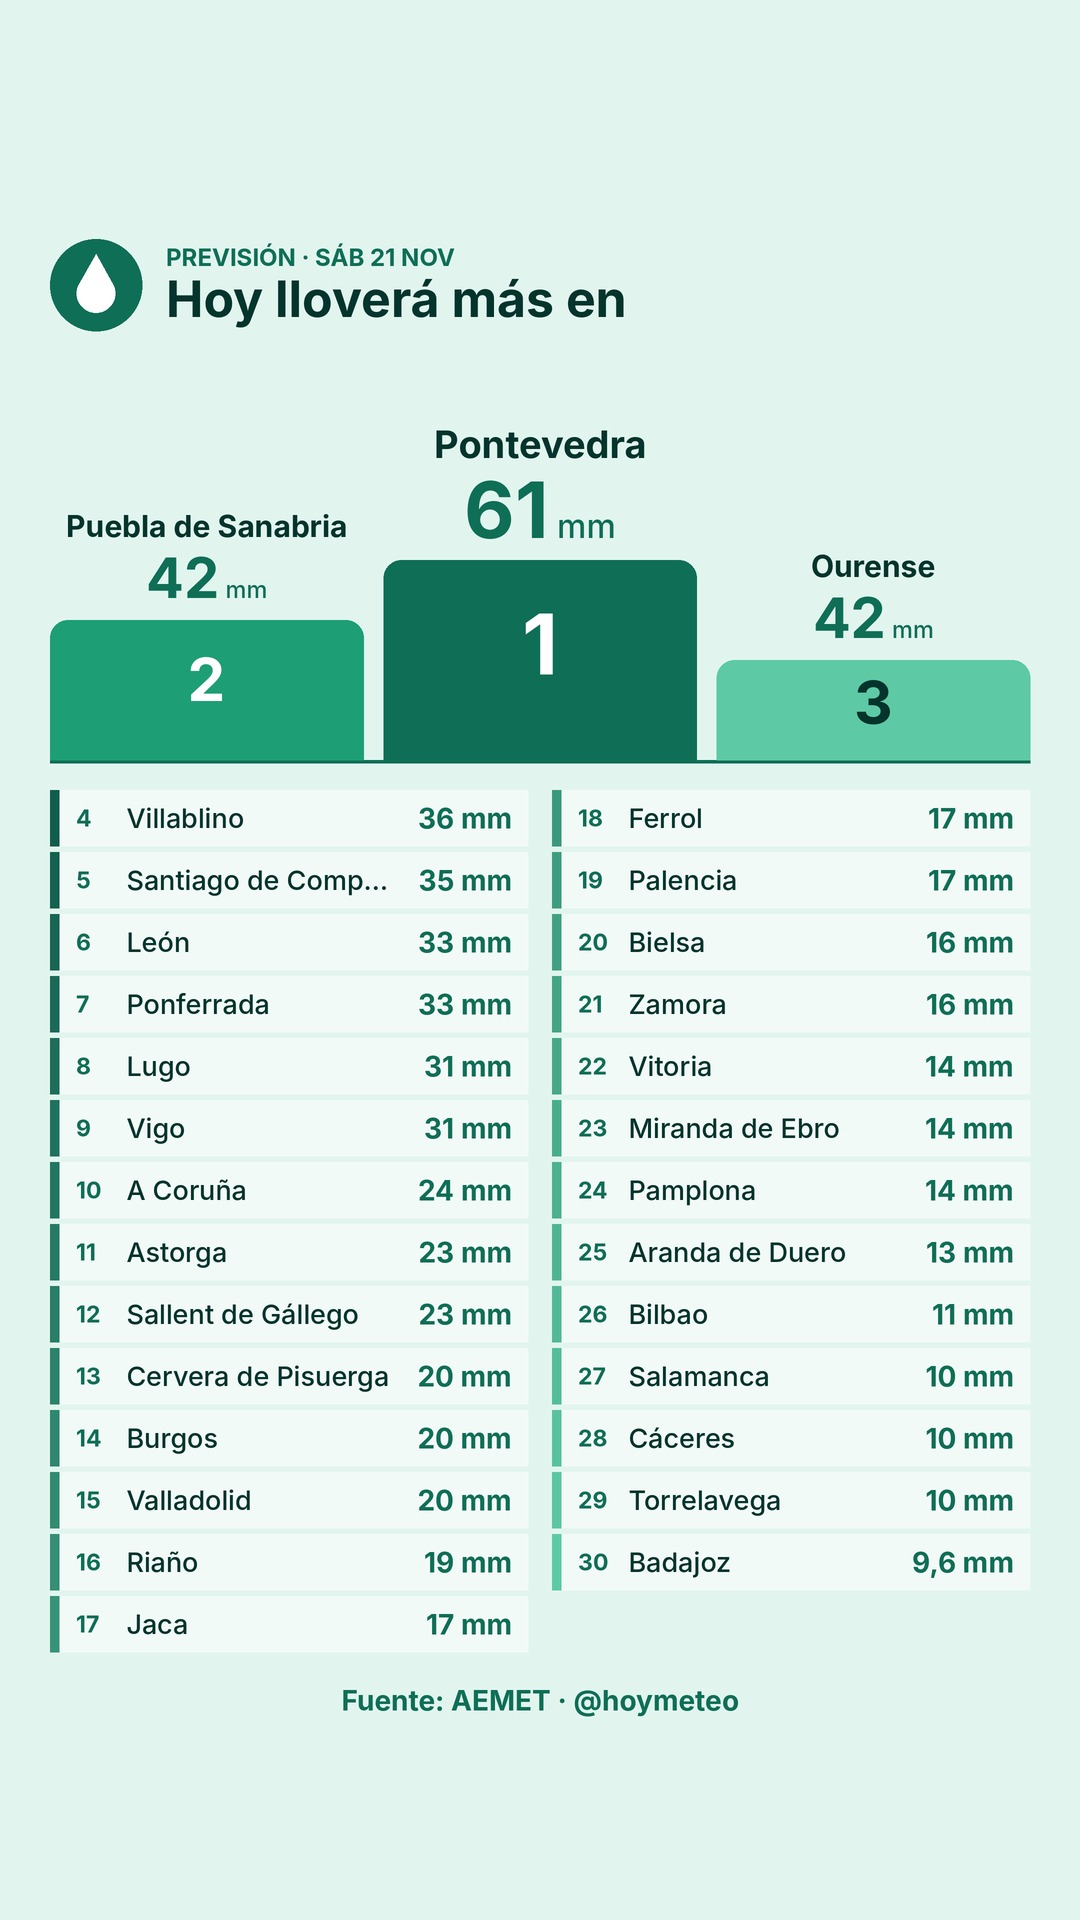 PREVISIÓN · SÁB 21 NOV
Hoy lloverá más en
Pontevedra
61 mm
Puebla de Sanabria
42 mm
Ourense
42 mm
1
2
3
4 Villablino 36 mm
5 Santiago de Comp... 35 mm
6 León 33 mm
7 Ponferrada 33 mm
8 Lugo 31 mm
9 Vigo 31 mm
10 A Coruña 24 mm
11 Astorga 23 mm
12 Sallent de Gállego 23 mm
13 Cervera de Pisuerga 20 mm
14 Burgos 20 mm
15 Valladolid 20 mm
16 Riaño 19 mm
17 Jaca 17 mm
18 Ferrol 17 mm
19 Palencia 17 mm
20 Bielsa 16 mm
21 Zamora 16 mm
22 Vitoria 14 mm
23 Miranda de Ebro 14 mm
24 Pamplona 14 mm
25 Aranda de Duero 13 mm
26 Bilbao 11 mm
27 Salamanca 10 mm
28 Cáceres 10 mm
29 Torrelavega 10 mm
30 Badajoz 9,6 mm
Fuente: AEMET · @hoymeteo